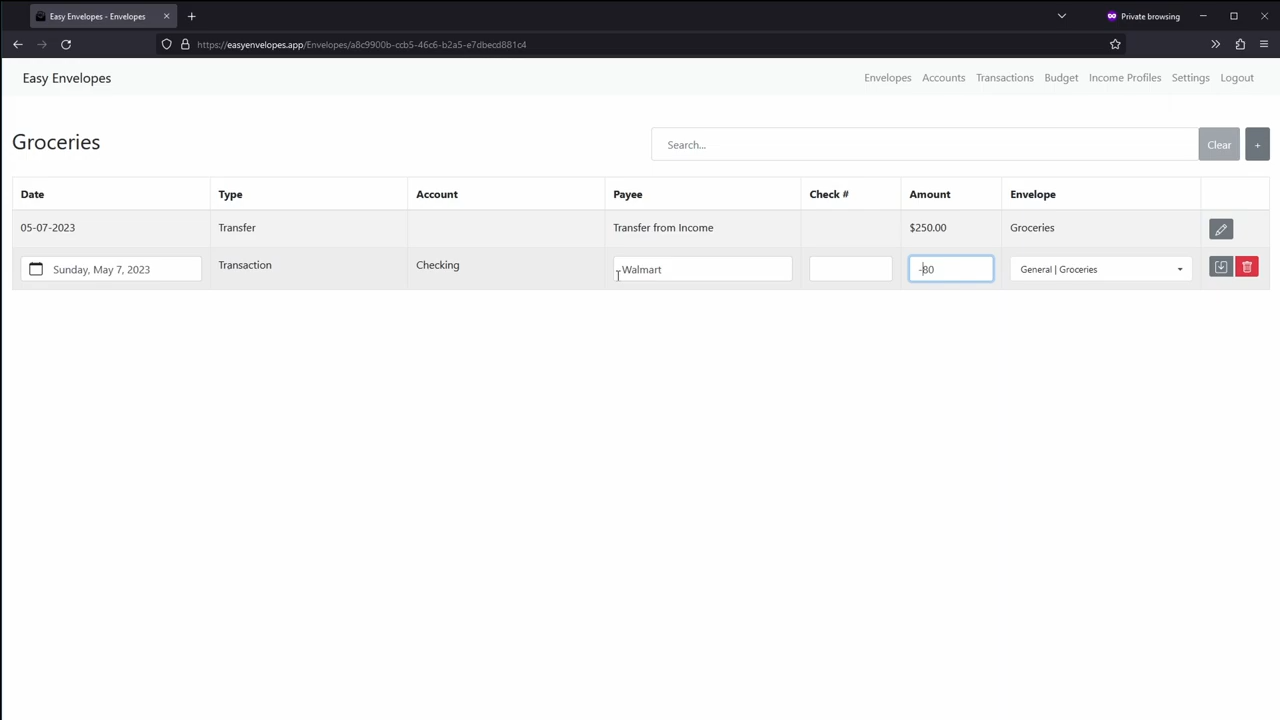 Easy Envelopes - Envelopes
Private browsing
https://easyenvelopes.app/Envelopes/a8c9900b-ccb5-46c6-b2a5-e7dbecd881c4
Easy Envelopes Envelopes Accounts Transactions Budget Income Profiles Settings Logout
Groceries Search... Clear +
Date Type Account Payee Check # Amount Envelope
05-07-2023 Transfer Transfer from Income $250.00 Groceries
Sunday, May 7, 2023 Transaction Checking Walmart -80 General | Groceries